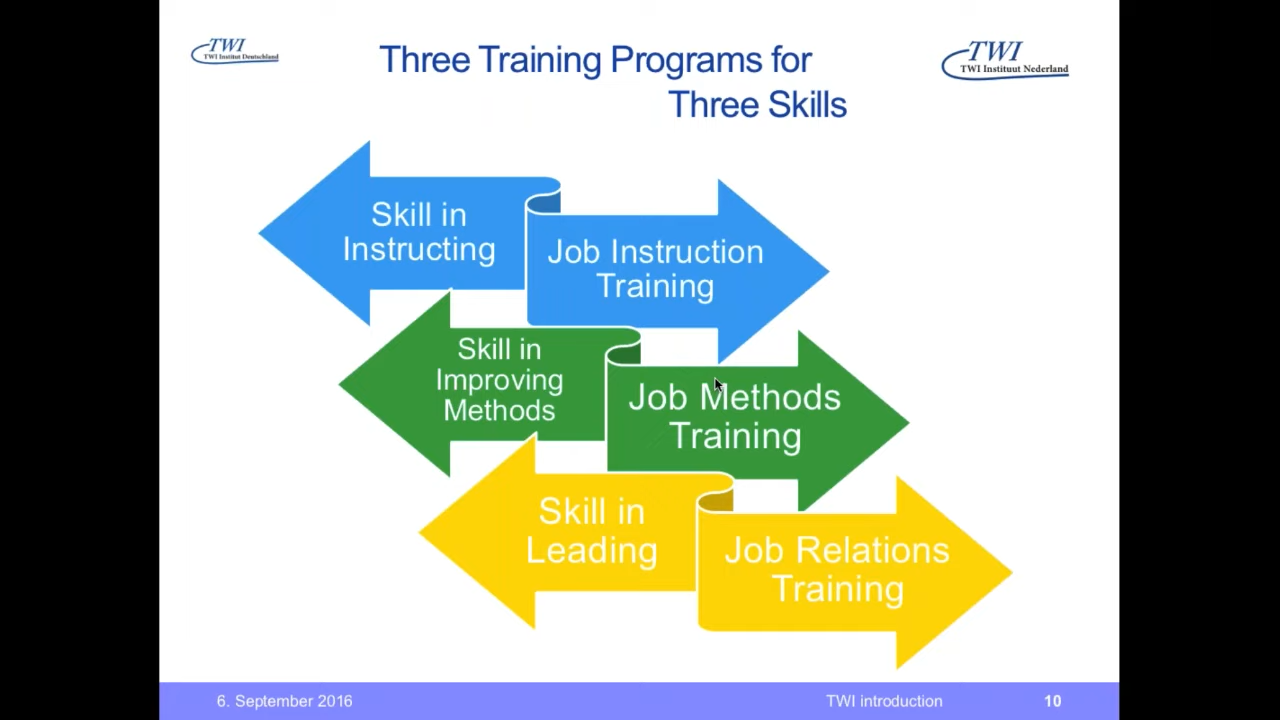 TWI
TWI Institut Deutschland
Three Training Programs for
Three Skills
TWI
TWI Instituut Nederland
Skill in
Instructing
Job Instruction
Training
Skill in
Improving
Methods
Job Methods
Training
Skill in
Leading
Job Relations
Training
6. September 2016
TWI introduction
10